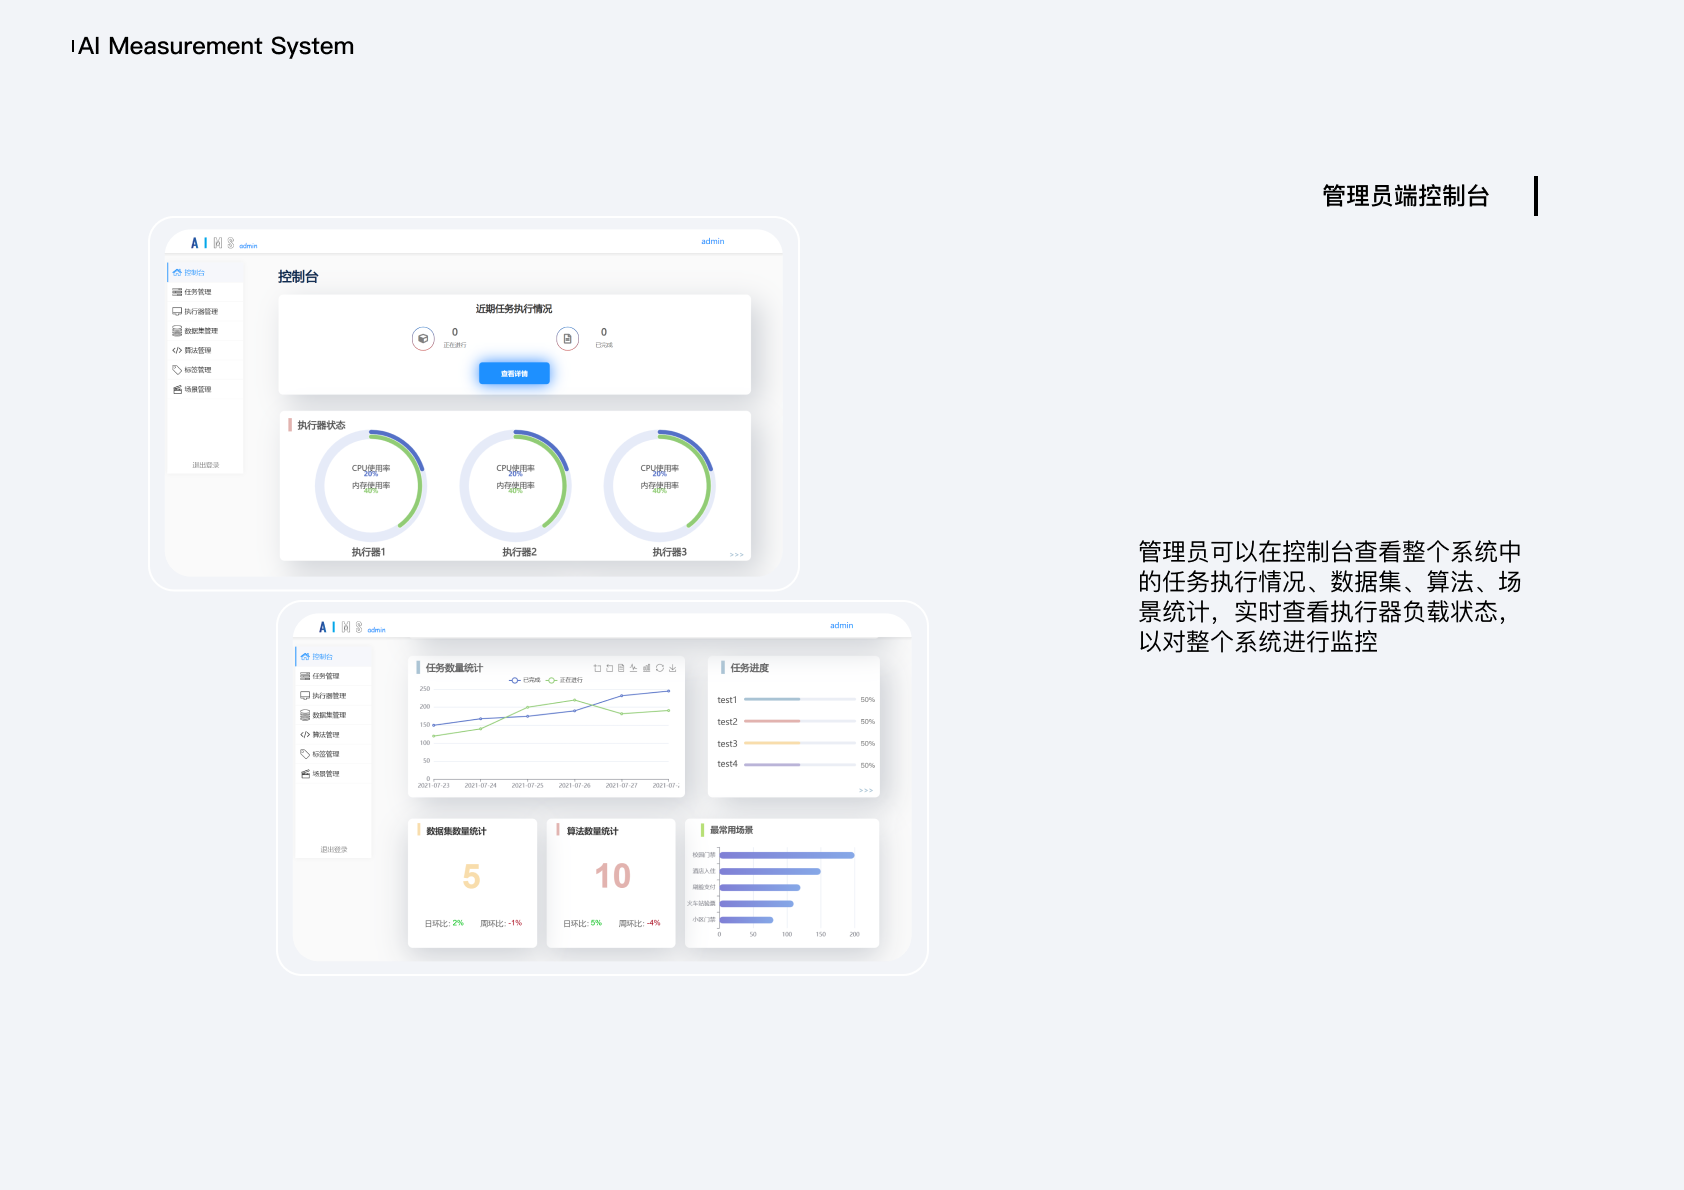 AI Measurement System
管理员端控制台
AIMS admin
admin
控制台
任务管理
执行器管理
数据集管理
算法管理
标签管理
场景管理
退出登录
控制台
近期任务执行情况
0
正在进行
0
已完成
查看详情
执行器状态
CPU使用率
20%
内存使用率
40%
执行器1
CPU使用率
20%
内存使用率
40%
执行器2
CPU使用率
20%
内存使用率
40%
执行器3
>>>
管理员可以在控制台查看整个系统中
的任务执行情况、数据集、算法、场
景统计，实时查看执行器负载状态，
以对整个系统进行监控
AIMS admin
admin
控制台
任务管理
执行器管理
数据集管理
算法管理
标签管理
场景管理
退出登录
任务数量统计
已完成 正在进行
250
200
150
100
50
0
2021-07-23 2021-07-24 2021-07-25 2021-07-26 2021-07-27 2021-07-
任务进度
test1 50%
test2 50%
test3 50%
test4 50%
>>>
数据集数量统计
5
日环比: 2% 周环比: -1%
算法数量统计
10
日环比: 5% 周环比: -4%
最常用场景
校园门禁
酒店入住
刷脸支付
火车站验票
小区门禁
0 50 100 150 200